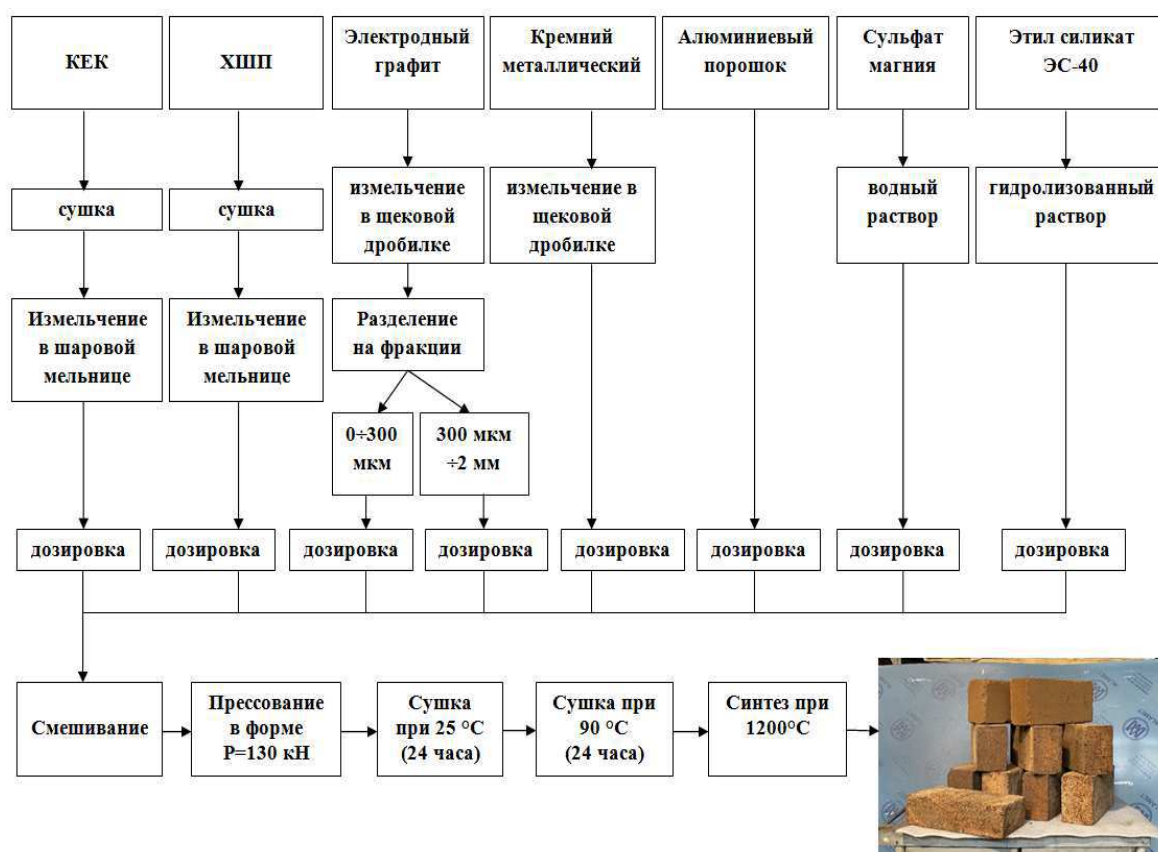 КЕК
ХШП
Электродный
графит
Кремний
металлический
Алюминиевый
порошок
Сульфат
магния
Этил силикат
ЭС-40
сушка
сушка
измельчение
в щековой
дробилке
измельчение в
щековой
дробилке
водный
раствор
гидролизованный
раствор
Измельчение
в шаровой
мельнице
Измельчение
в шаровой
мельнице
Разделение
на фракции
0÷300
мкм
300 мкм
÷2 мм
дозировка
дозировка
дозировка
дозировка
дозировка
дозировка
дозировка
дозировка
Смешивание
Прессование
в форме
Р=130 кН
Сушка
при 25 °С
(24 часа)
Сушка при
90 °С
(24 часа)
Синтез при
1200°С